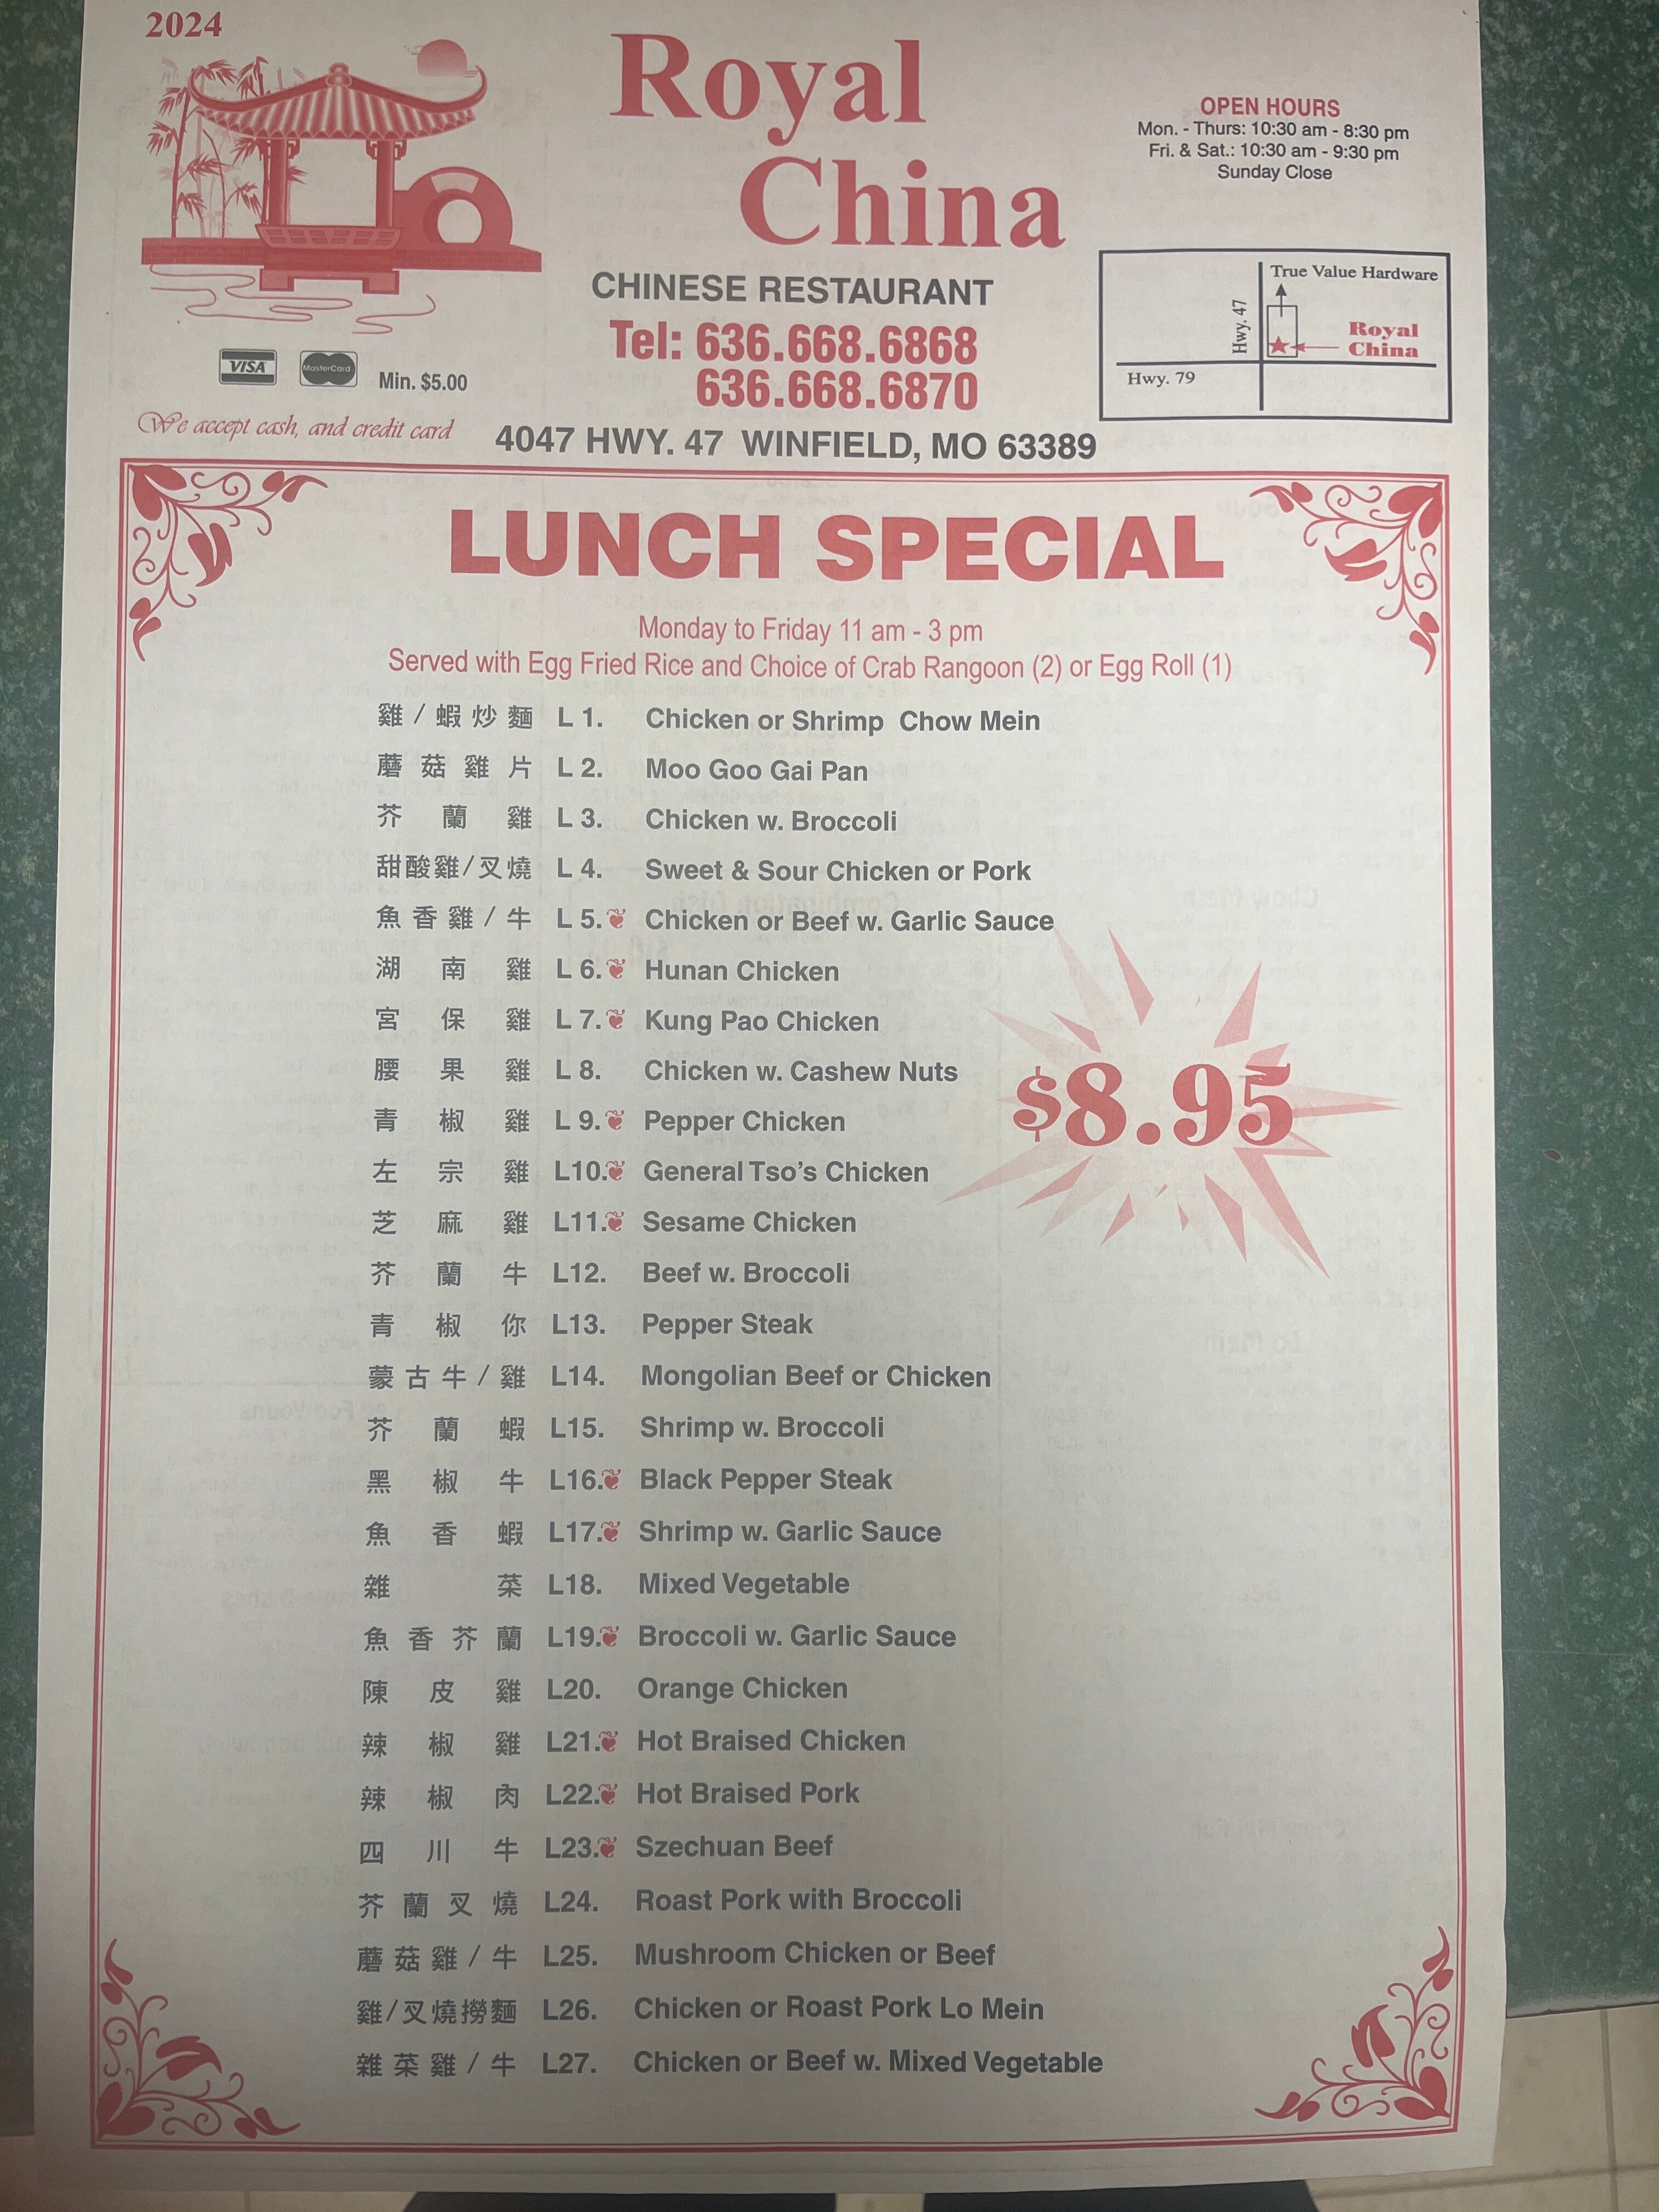 2024
Royal
China
CHINESE RESTAURANT
Tel: 636.668.6868
636.668.6870
4047 HWY. 47 WINFIELD, MO 63389
VISA
MasterCard
Min. $5.00
We accept cash, and credit card
OPEN HOURS
Mon. - Thurs: 10:30 am - 8:30 pm
Fri. & Sat.: 10:30 am - 9:30 pm
Sunday Close
True Value Hardware
Hwy. 47
Royal
China
Hwy. 79
LUNCH SPECIAL
Monday to Friday 11 am - 3 pm
Served with Egg Fried Rice and Choice of Crab Rangoon (2) or Egg Roll (1)
雞/蝦炒麵 L 1. Chicken or Shrimp Chow Mein
蘑菇雞片 L 2. Moo Goo Gai Pan
芥蘭雞 L 3. Chicken w. Broccoli
甜酸雞/叉燒 L 4. Sweet & Sour Chicken or Pork
魚香雞/牛 L 5. Chicken or Beef w. Garlic Sauce
湖南雞 L 6. Hunan Chicken
宮保雞 L 7. Kung Pao Chicken
腰果雞 L 8. Chicken w. Cashew Nuts
青椒雞 L 9. Pepper Chicken
左宗雞 L10. General Tso's Chicken
芝麻雞 L11. Sesame Chicken
芥蘭牛 L12. Beef w. Broccoli
青椒你 L13. Pepper Steak
蒙古牛/雞 L14. Mongolian Beef or Chicken
芥蘭蝦 L15. Shrimp w. Broccoli
黑椒牛 L16. Black Pepper Steak
魚香蝦 L17. Shrimp w. Garlic Sauce
雜菜 L18. Mixed Vegetable
魚香芥蘭 L19. Broccoli w. Garlic Sauce
陳皮雞 L20. Orange Chicken
辣椒雞 L21. Hot Braised Chicken
辣椒肉 L22. Hot Braised Pork
四川牛 L23. Szechuan Beef
芥蘭叉燒 L24. Roast Pork with Broccoli
蘑菇雞/牛 L25. Mushroom Chicken or Beef
雞/叉燒撈麵 L26. Chicken or Roast Pork Lo Mein
雜菜雞/牛 L27. Chicken or Beef w. Mixed Vegetable
$8.95